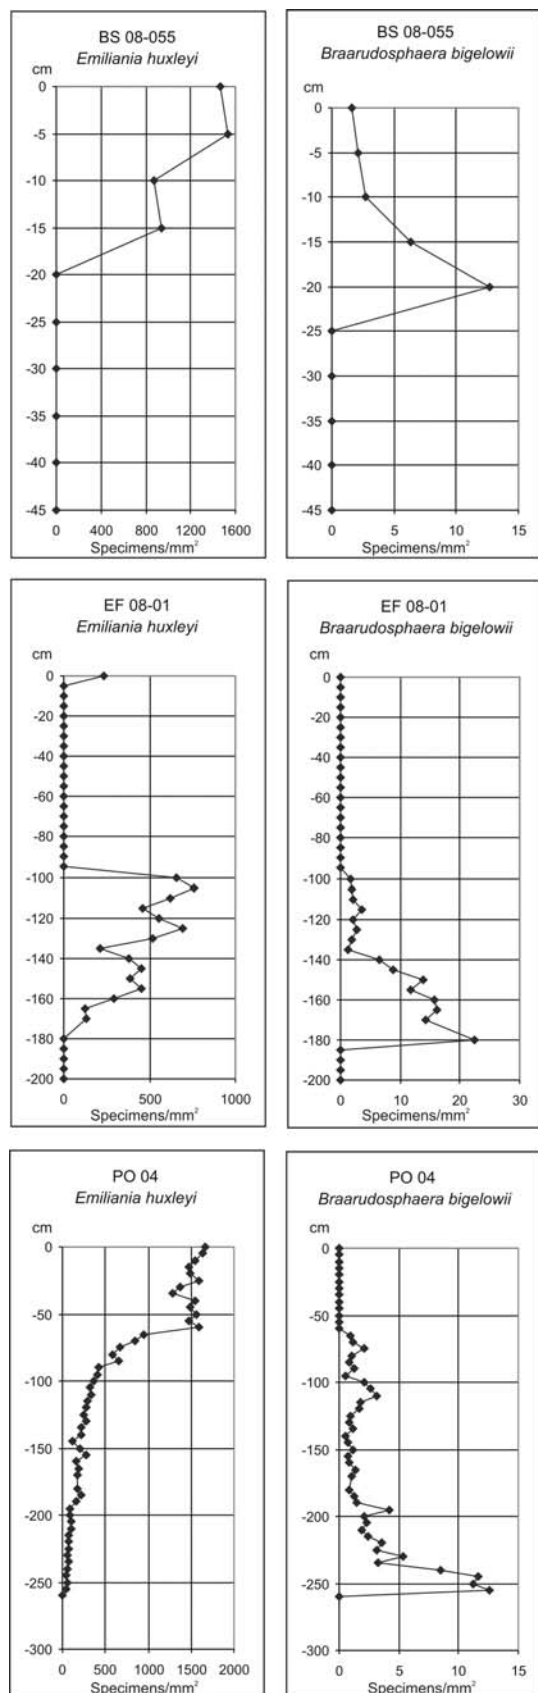 BS 08-055
Emiliania huxleyi
cm
0
-5
-10
-15
-20
-25
-30
-35
-40
-45
0 400 800 1200 1600
Specimens/mm²
BS 08-055
Braarudosphaera bigelowii
cm
0
-5
-10
-15
-20
-25
-30
-35
-40
-45
0 5 10 15
Specimens/mm²
EF 08-01
Emiliania huxleyi
cm
0
-20
-40
-60
-80
-100
-120
-140
-160
-180
-200
0 500 1000
Specimens/mm²
EF 08-01
Braarudosphaera bigelowii
cm
0
-20
-40
-60
-80
-100
-120
-140
-160
-180
-200
0 10 20 30
Specimens/mm²
PO 04
Emiliania huxleyi
cm
0
-50
-100
-150
-200
-250
-300
0 500 1000 1500 2000
Specimens/mm²
PO 04
Braarudosphaera bigelowii
cm
0
-50
-100
-150
-200
-250
-300
0 5 10 15
Specimens/mm²